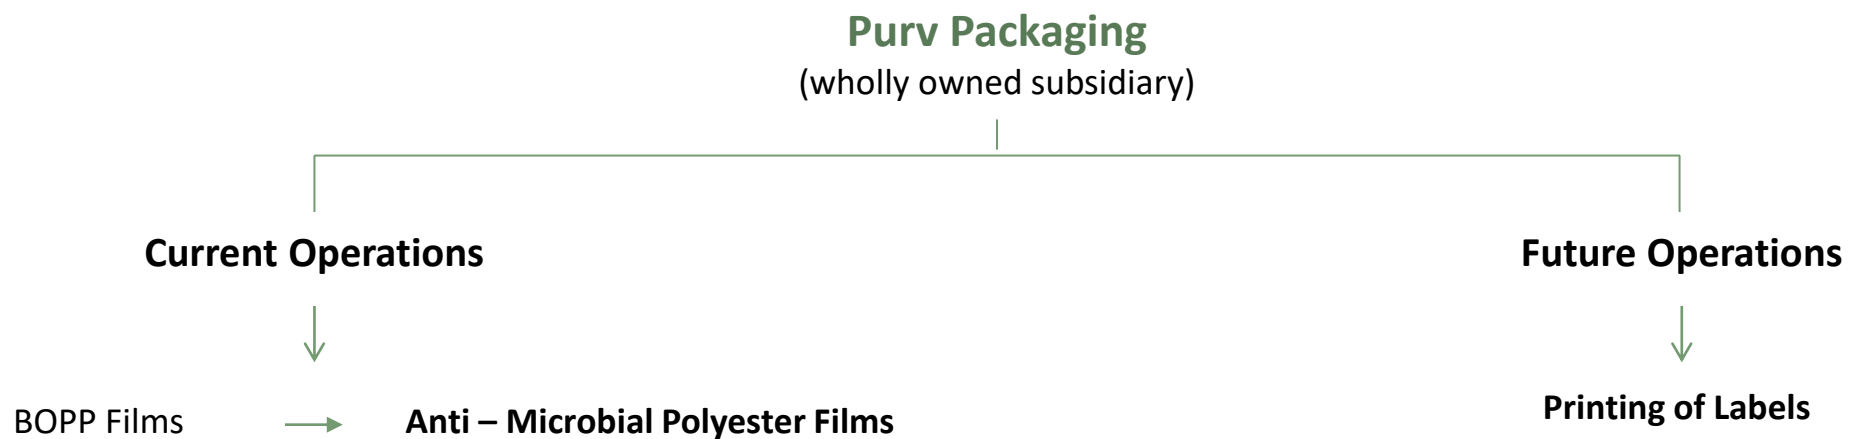 Purv Packaging
(wholly owned subsidiary)
Current Operations
Future Operations
BOPP Films
Anti – Microbial Polyester Films
Printing of Labels